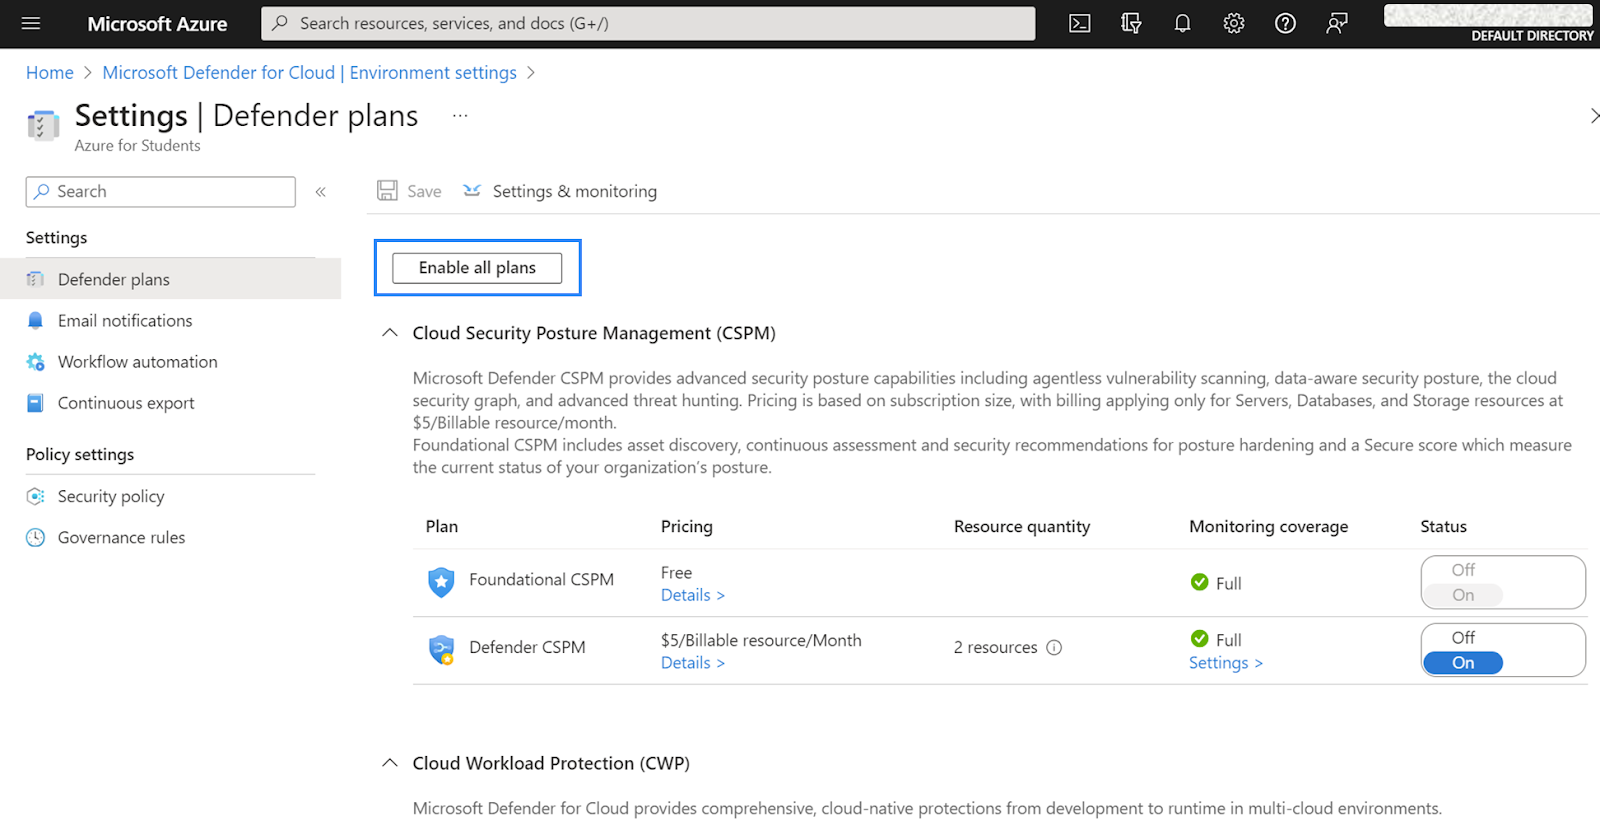 Microsoft Azure
Search resources, services, and docs (G+/)
DEFAULT DIRECTORY
Home > Microsoft Defender for Cloud | Environment settings >
Settings | Defender plans ...
Azure for Students
Search
«
Save
Settings & monitoring
Settings
Defender plans
Email notifications
Workflow automation
Continuous export
Policy settings
Security policy
Governance rules
Enable all plans
Cloud Security Posture Management (CSPM)
Microsoft Defender CSPM provides advanced security posture capabilities including agentless vulnerability scanning, data-aware security posture, the cloud
security graph, and advanced threat hunting. Pricing is based on subscription size, with billing applying only for Servers, Databases, and Storage resources at
$5/Billable resource/month.
Foundational CSPM includes asset discovery, continuous assessment and security recommendations for posture hardening and a Secure score which measure
the current status of your organization's posture.
Plan Pricing Resource quantity Monitoring coverage Status
Foundational CSPM
Free
Details >
Full
Off
On
Defender CSPM
$5/Billable resource/Month
Details >
2 resources
Full
Settings >
Off
On
Cloud Workload Protection (CWP)
Microsoft Defender for Cloud provides comprehensive, cloud-native protections from development to runtime in multi-cloud environments.